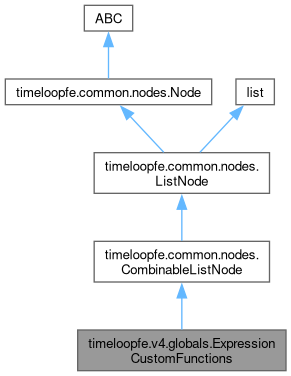 ABC
timeloopfe.common.nodes.Node
list
timeloopfe.common.nodes.
ListNode
timeloopfe.common.nodes.
CombinableListNode
timeloopfe.v4.globals.Expression
CustomFunctions